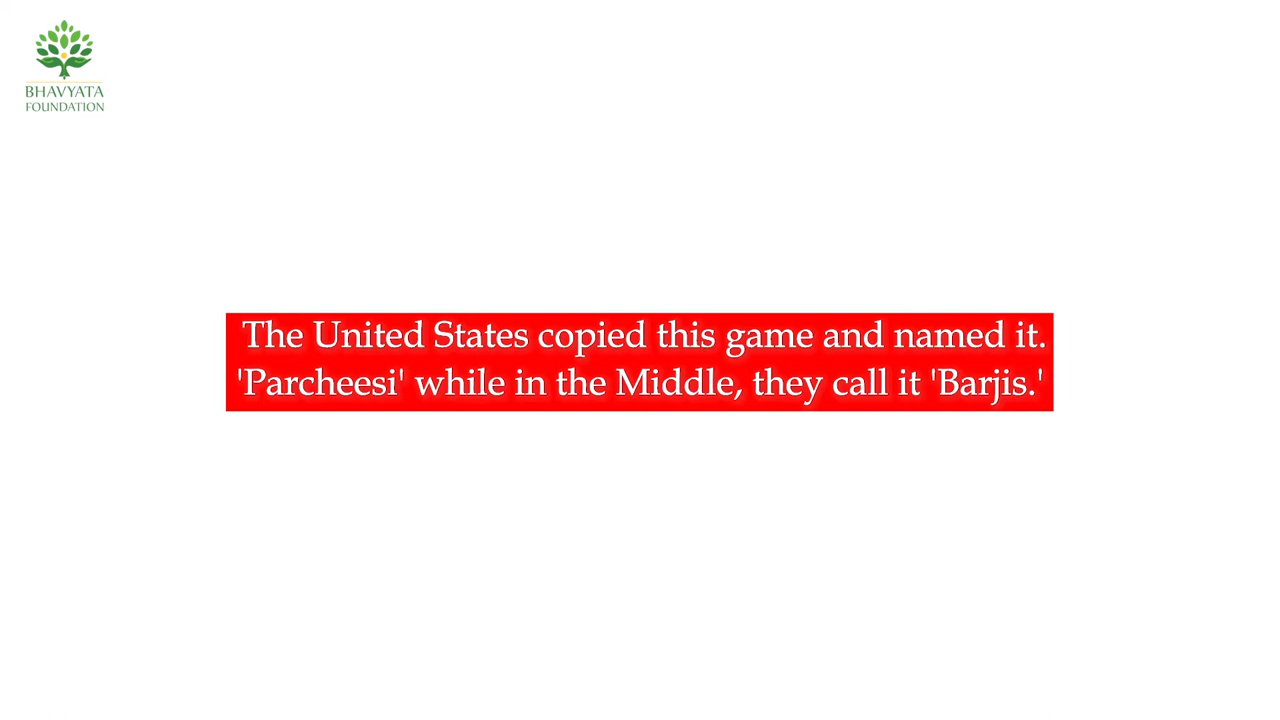 BHAVYATA
FOUNDATION
The United States copied this game and named it.
'Parcheesi' while in the Middle, they call it 'Barjis.'